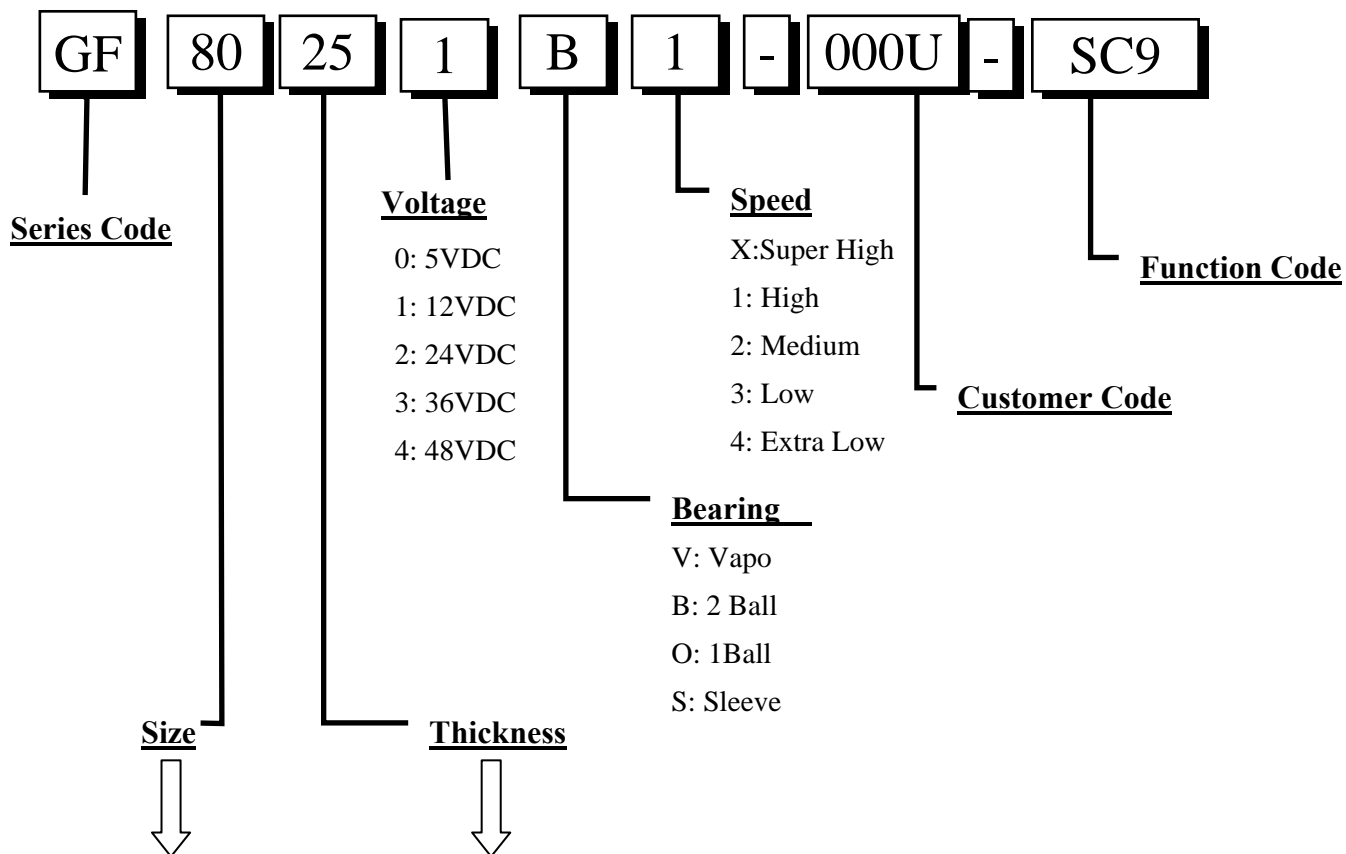 GF 80 25 1 B 1 - 000U - SC9
Series Code
Voltage
0: 5VDC
1: 12VDC
2: 24VDC
3: 36VDC
4: 48VDC
Speed
X:Super High
1: High
2: Medium
3: Low
4: Extra Low
Function Code
Customer Code
Bearing
V: Vapo
B: 2 Ball
O: 1Ball
S: Sleeve
Size
Thickness